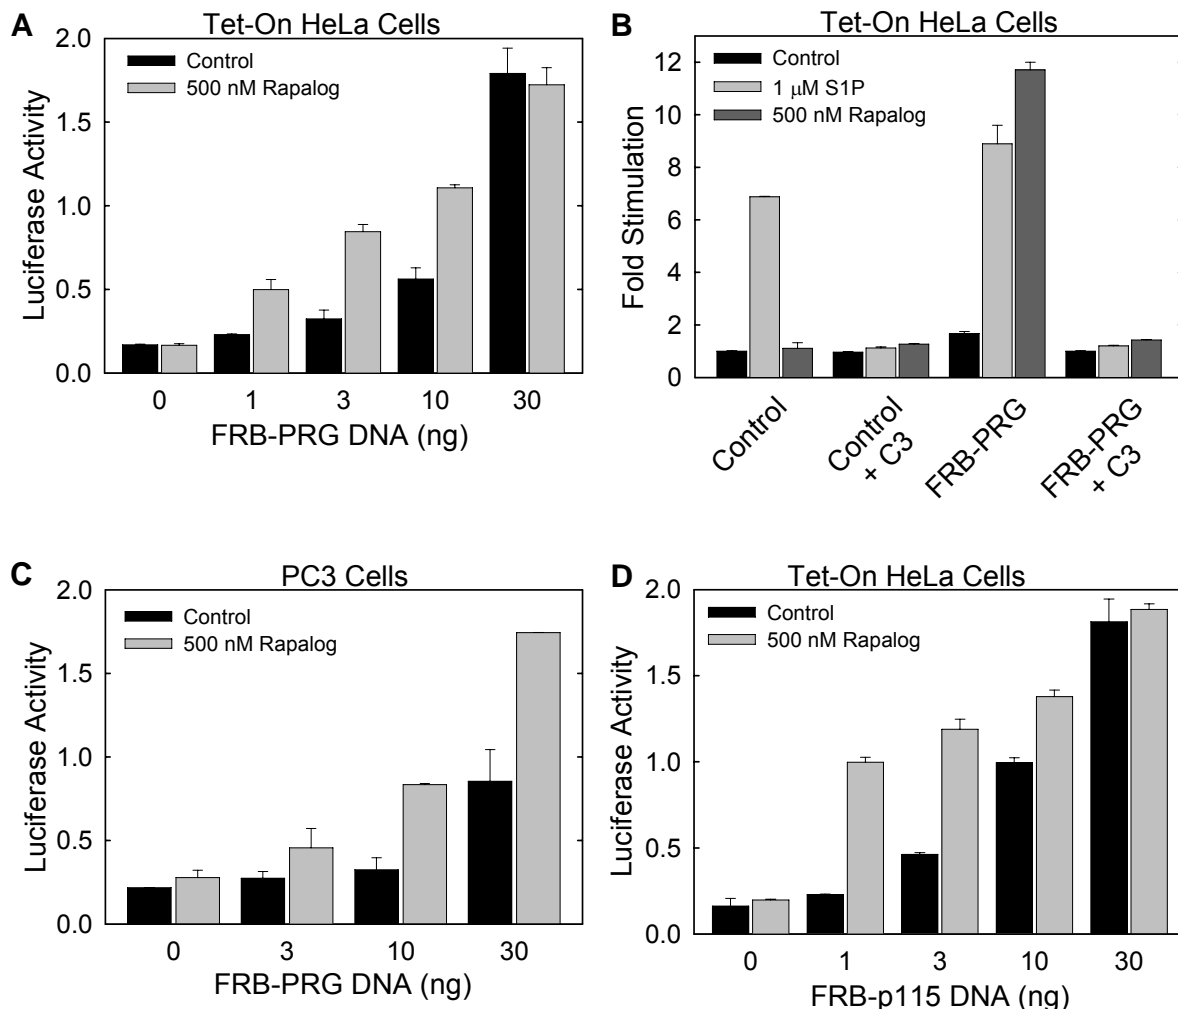 A
Tet-On HeLa Cells
Control
500 nM Rapalog
2.0
1.5
1.0
0.5
0.0
Luciferase Activity
0 1 3 10 30
FRB-PRG DNA (ng)
B
Tet-On HeLa Cells
Control
1 μM S1P
500 nM Rapalog
12
10
8
6
4
2
0
Fold Stimulation
Control
Control
+ C3
FRB-PRG
FRB-PRG
+ C3
C
PC3 Cells
Control
500 nM Rapalog
2.0
1.5
1.0
0.5
0.0
Luciferase Activity
0 3 10 30
FRB-PRG DNA (ng)
D
Tet-On HeLa Cells
Control
500 nM Rapalog
2.0
1.5
1.0
0.5
0.0
Luciferase Activity
0 1 3 10 30
FRB-p115 DNA (ng)